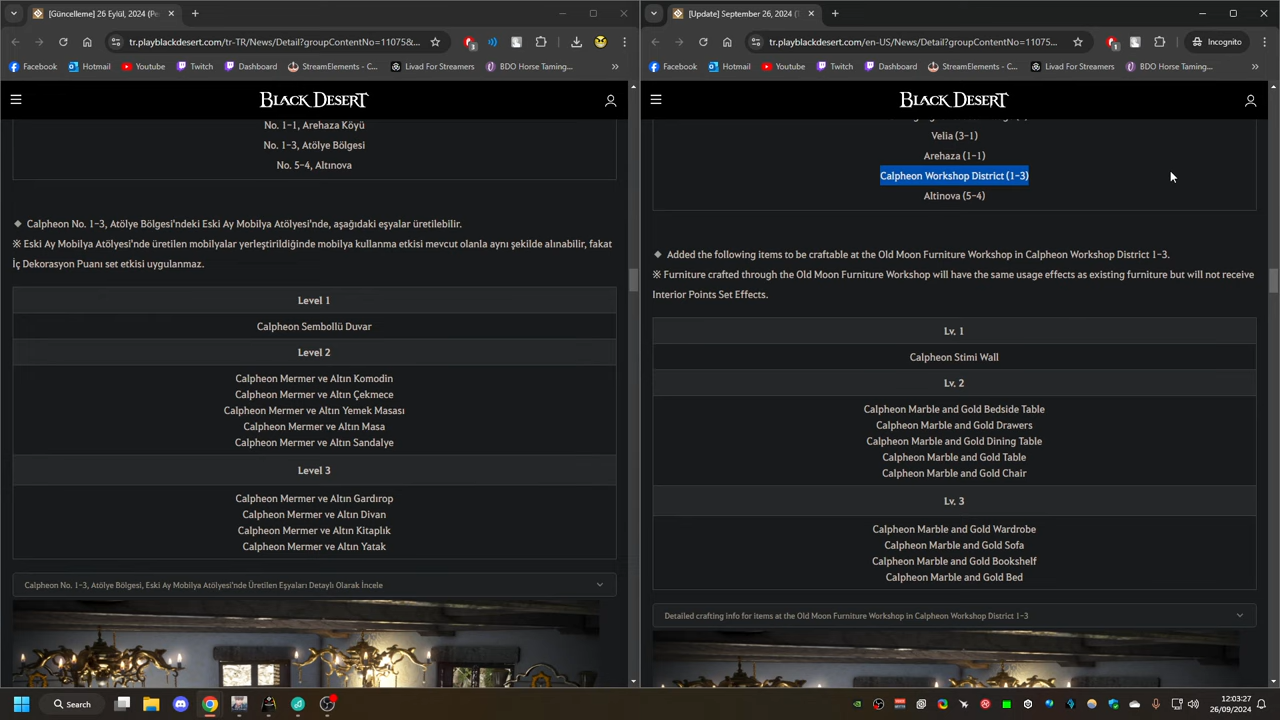 [Güncelleme] 26 Eylül, 2024 (Pe
tr.playblackdesert.com/tr-TR/News/Detail?groupContentNo=11075&...
Facebook
Hotmail
Youtube
Twitch
Dashboard
StreamElements - C...
Livad For Streamers
BDO Horse Taming...
»
BLACK DESERT
No. 1-1, Arehaza Köyü
No. 1-3, Atölye Bölgesi
No. 5-4, Altınova
◆ Calpheon No. 1-3, Atölye Bölgesi'ndeki Eski Ay Mobilya Atölyesi'nde, aşağıdaki eşyalar üretilebilir.
※ Eski Ay Mobilya Atölyesi'nde üretilen mobilyalar yerleştirildiğinde mobilya kullanma etkisi mevcut olanla aynı şekilde alınabilir, fakat
İç Dekorasyon Puanı set etkisi uygulanmaz.
Level 1
Calpheon Sembollü Duvar
Level 2
Calpheon Mermer ve Altın Komodin
Calpheon Mermer ve Altın Çekmece
Calpheon Mermer ve Altın Yemek Masası
Calpheon Mermer ve Altın Masa
Calpheon Mermer ve Altın Sandalye
Level 3
Calpheon Mermer ve Altın Gardırop
Calpheon Mermer ve Altın Divan
Calpheon Mermer ve Altın Kitaplık
Calpheon Mermer ve Altın Yatak
Calpheon No. 1-3, Atölye Bölgesi, Eski Ay Mobilya Atölyesi'nde Üretilen Eşyaları Detaylı Olarak İncele
[Update] September 26, 2024 (T
tr.playblackdesert.com/en-US/News/Detail?groupContentNo=11075...
Incognito
Facebook
Hotmail
Youtube
Twitch
Dashboard
StreamElements - C...
Livad For Streamers
BDO Horse Taming...
»
BLACK DESERT
Velia (3-1)
Arehaza (1-1)
Calpheon Workshop District (1-3)
Altinova (5-4)
◆ Added the following items to be craftable at the Old Moon Furniture Workshop in Calpheon Workshop District 1-3.
※ Furniture crafted through the Old Moon Furniture Workshop will have the same usage effects as existing furniture but will not receive
Interior Points Set Effects.
Lv. 1
Calpheon Stimi Wall
Lv. 2
Calpheon Marble and Gold Bedside Table
Calpheon Marble and Gold Drawers
Calpheon Marble and Gold Dining Table
Calpheon Marble and Gold Table
Calpheon Marble and Gold Chair
Lv. 3
Calpheon Marble and Gold Wardrobe
Calpheon Marble and Gold Sofa
Calpheon Marble and Gold Bookshelf
Calpheon Marble and Gold Bed
Detailed crafting info for items at the Old Moon Furniture Workshop in Calpheon Workshop District 1-3
Search
12:03:27
26/09/2024